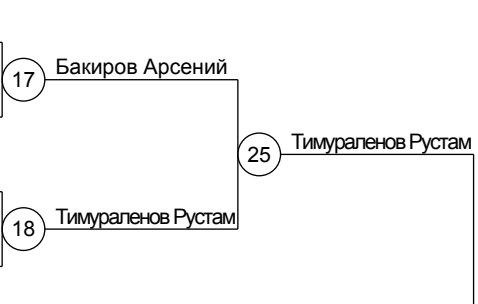 Бакиров Арсений
17
Тимураленов Рустам
25
Тимураленов Рустам
18